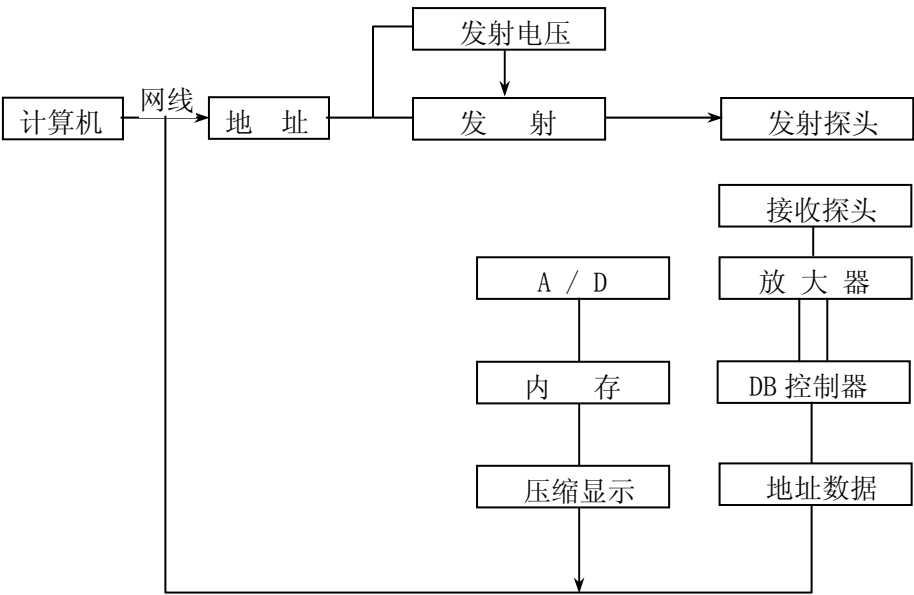 发射电压
网线
计算机
地 址
发 射
发射探头
接收探头
A / D
放 大 器
内 存
DB 控制器
压缩显示
地址数据